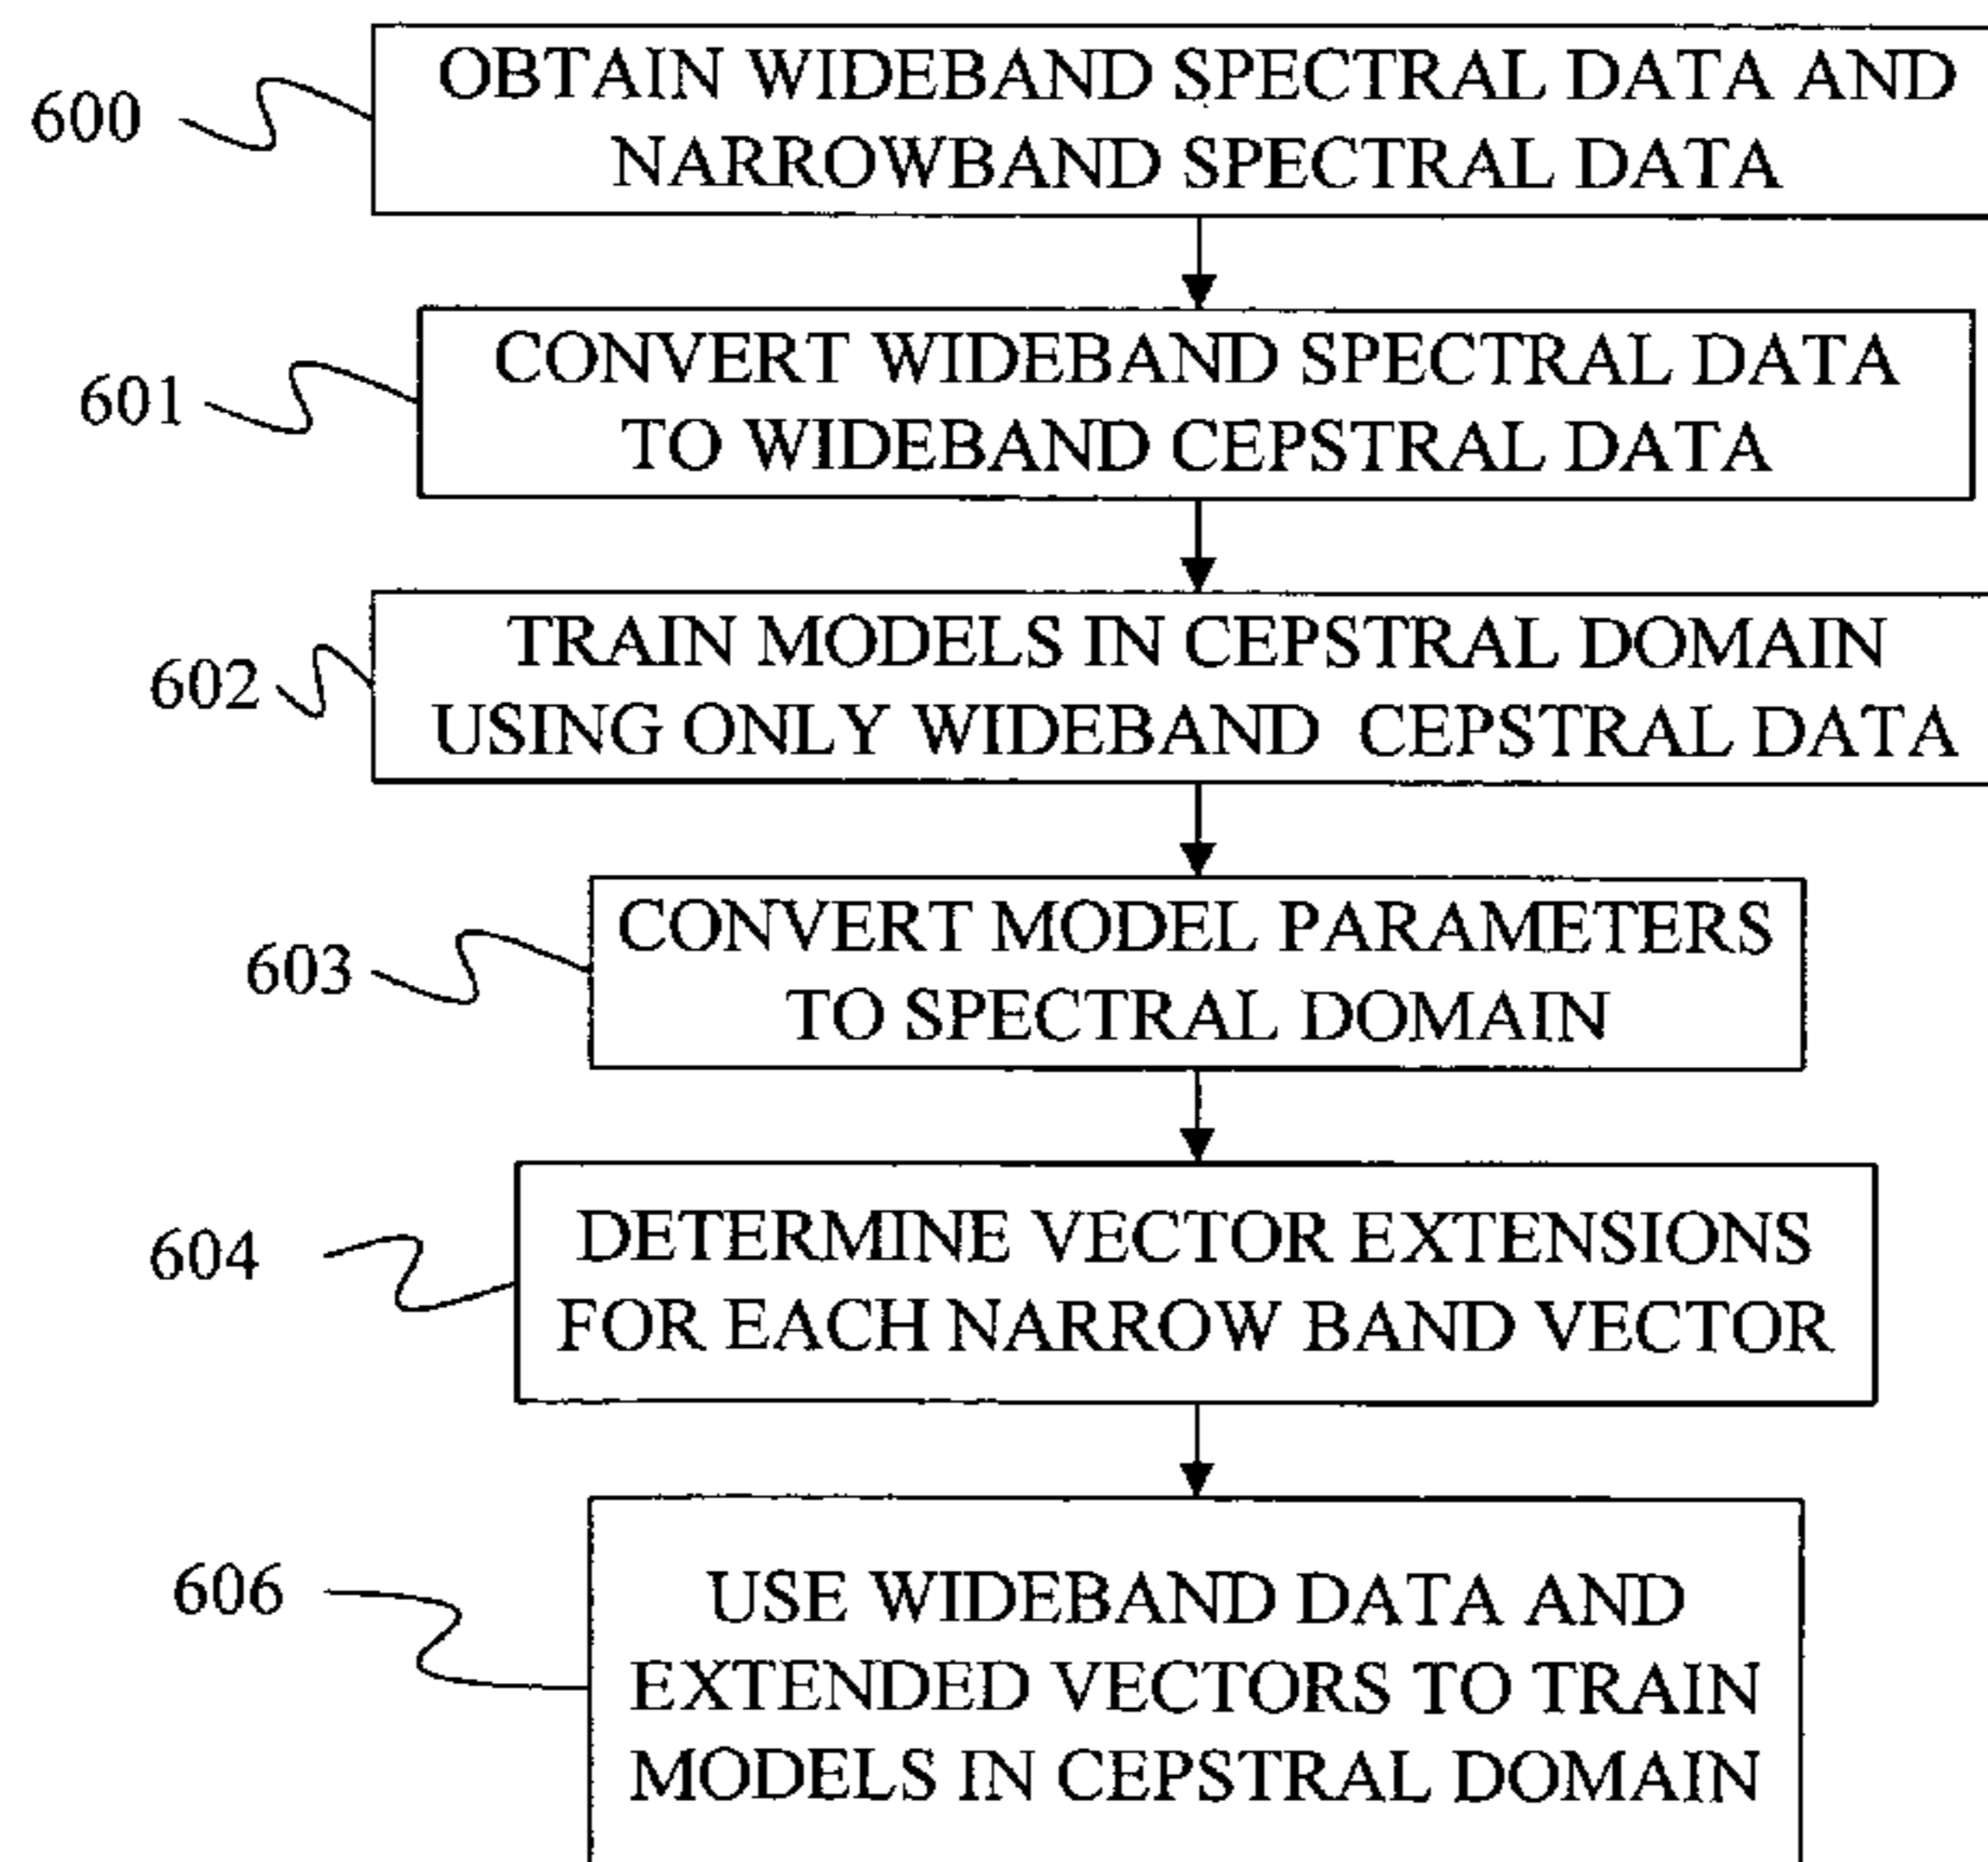 600
OBTAIN WIDEBAND SPECTRAL DATA AND
NARROWBAND SPECTRAL DATA
601
CONVERT WIDEBAND SPECTRAL DATA
TO WIDEBAND CEPSTRAL DATA
602
TRAIN MODELS IN CEPSTRAL DOMAIN
USING ONLY WIDEBAND CEPSTRAL DATA
603
CONVERT MODEL PARAMETERS
TO SPECTRAL DOMAIN
604
DETERMINE VECTOR EXTENSIONS
FOR EACH NARROW BAND VECTOR
606
USE WIDEBAND DATA AND
EXTENDED VECTORS TO TRAIN
MODELS IN CEPSTRAL DOMAIN